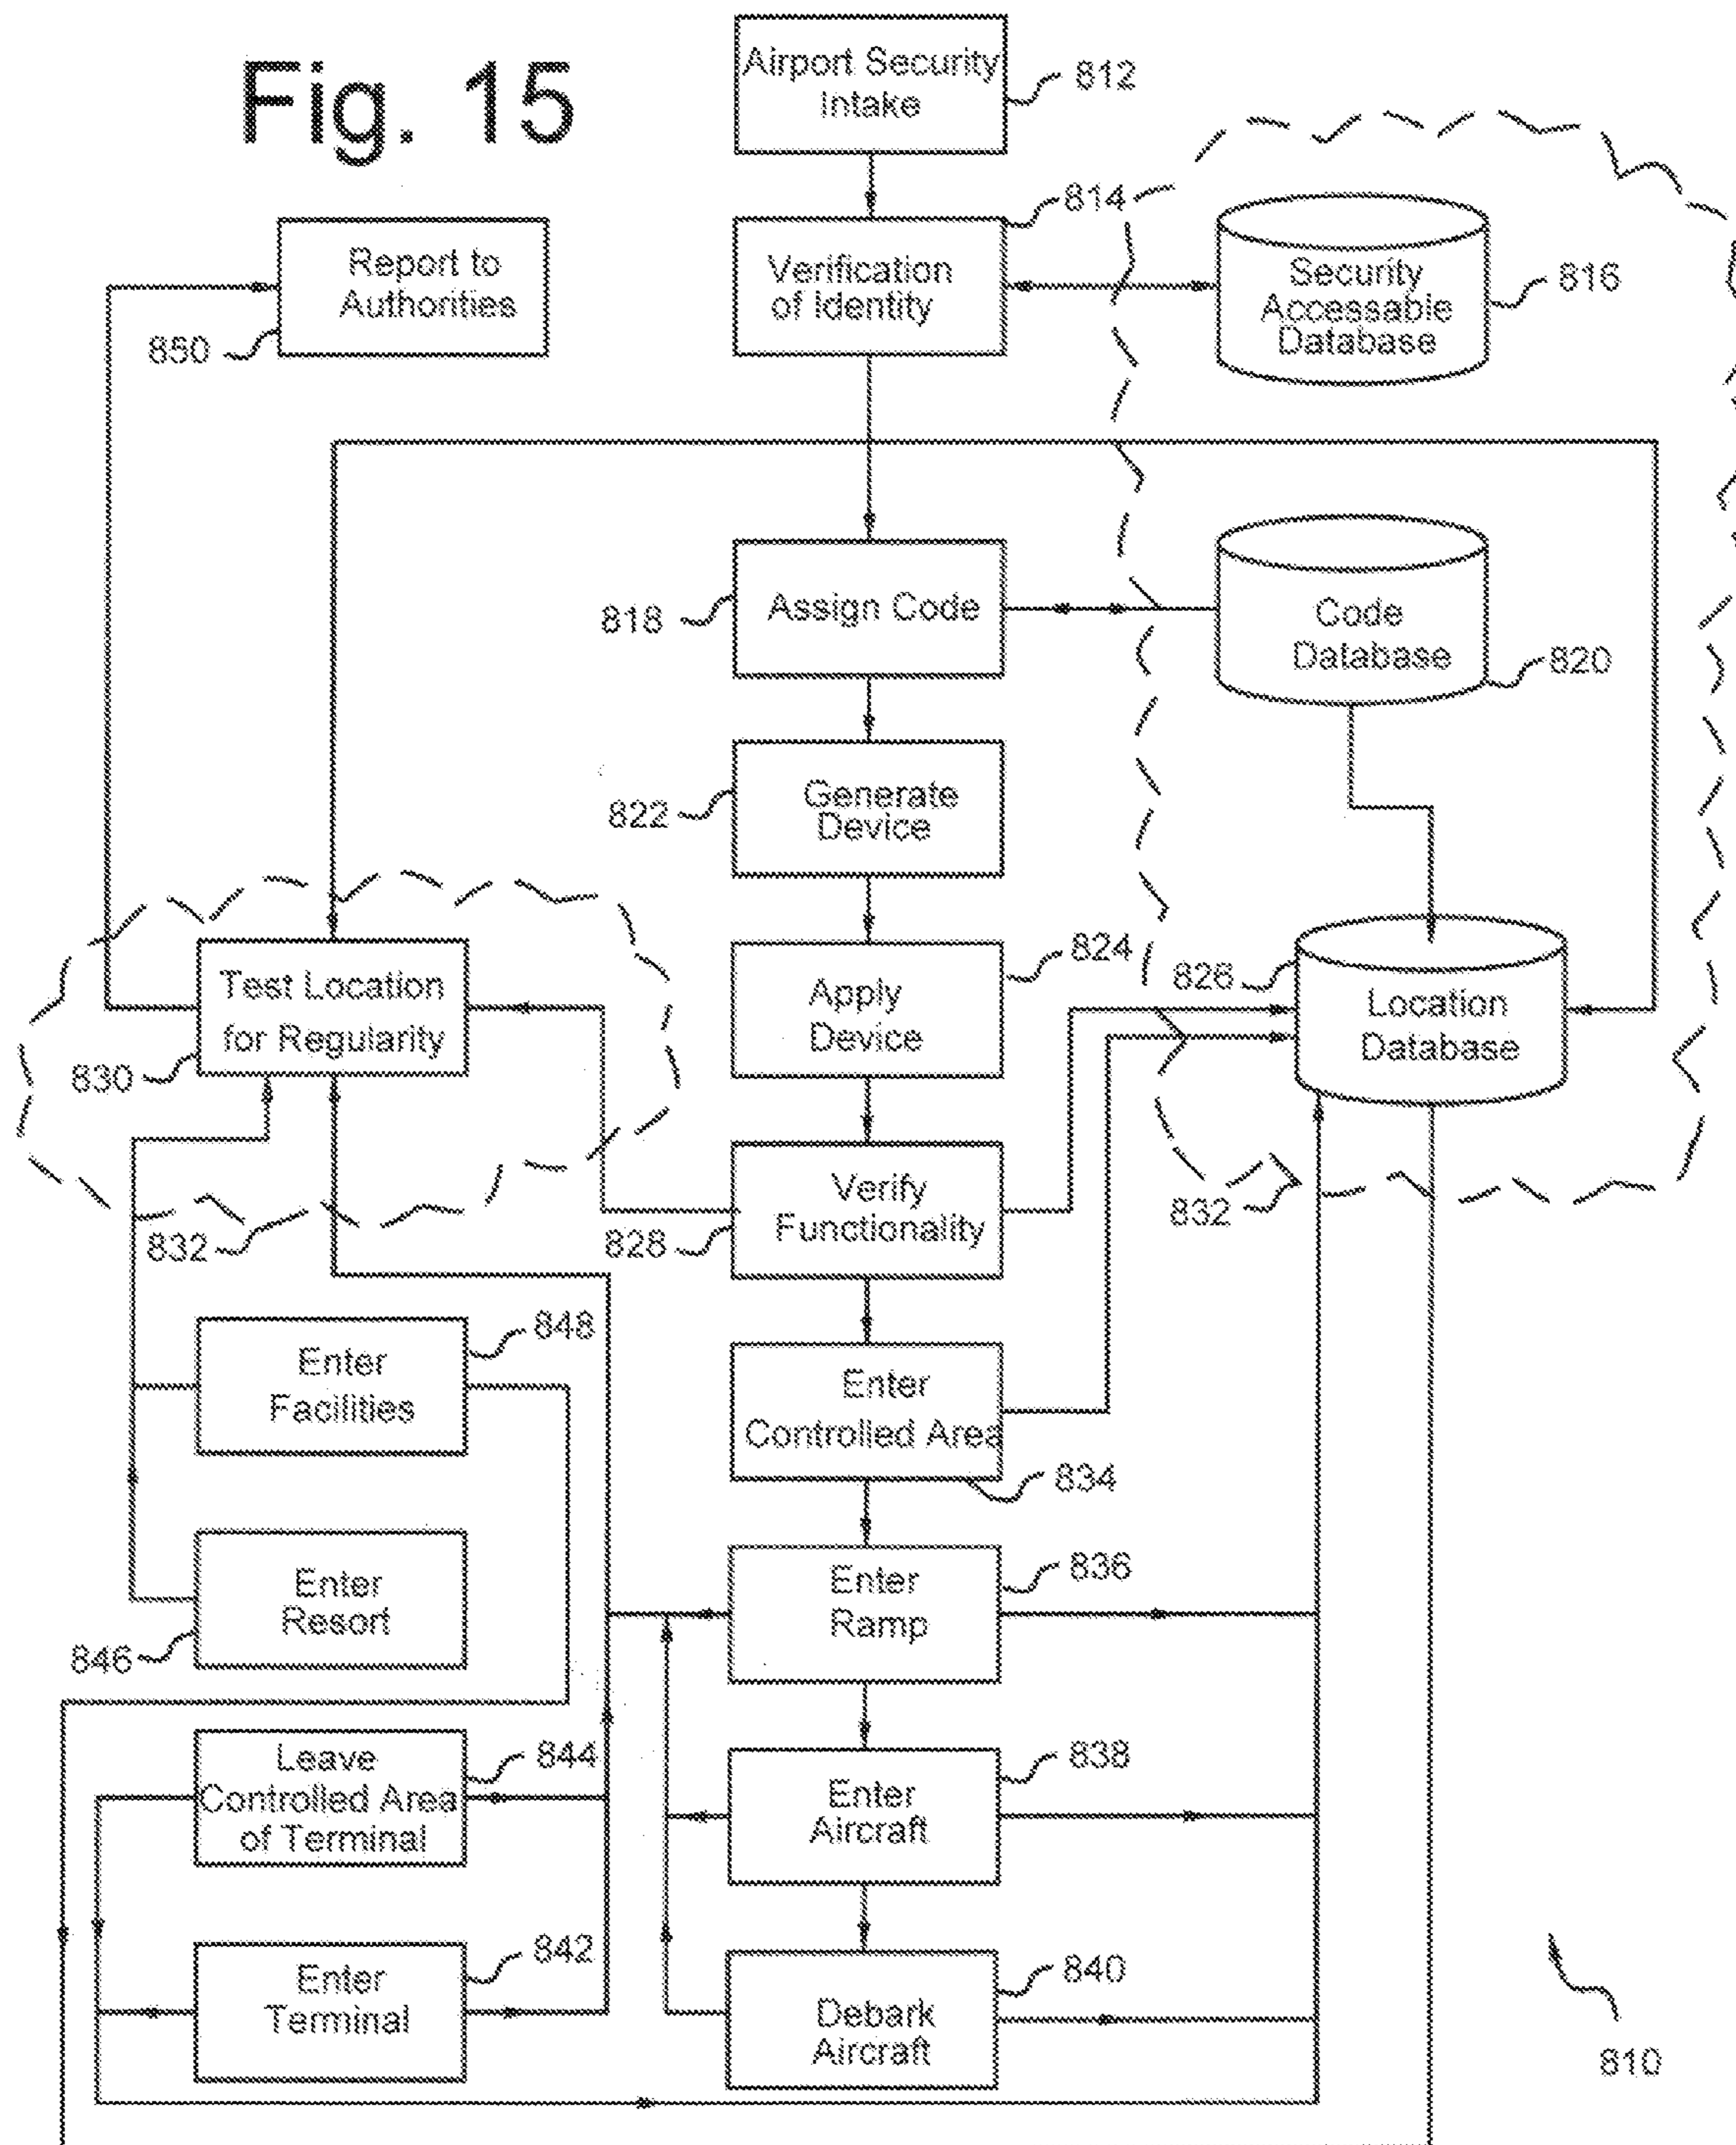 Fig. 15
Airport Security
Intake
812
814
Verification
of Identity
Security
Accessable
Database
816
Report to
Authorities
850
818
Assign Code
Code
Database
820
822
Generate
Device
824
Apply
Device
826
Location
Database
Test Location
for Regularity
830
832
Verify
Functionality
828
832
848
Enter
Facilities
Enter
Controlled Area
834
Enter
Resort
846
836
Enter
Ramp
Leave
Controlled Area
of Terminal
844
838
Enter
Aircraft
842
Enter
Terminal
840
Debark
Aircraft
810